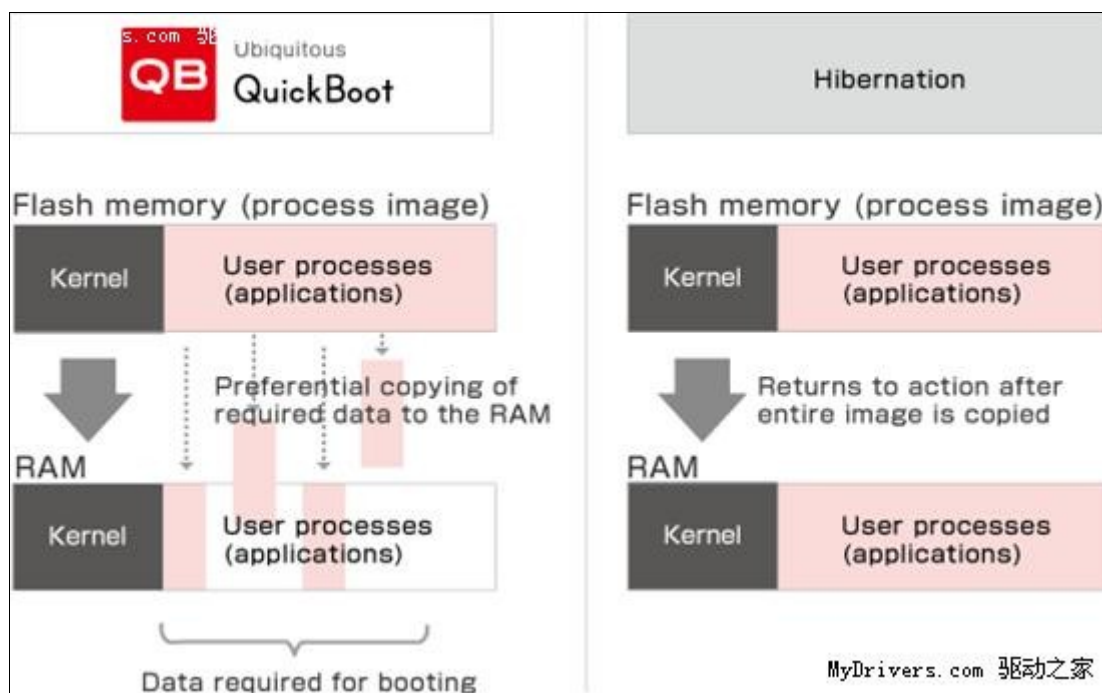 s.com 驱
QB
Ubiquitous
QuickBoot
Flash memory (process image)
Kernel
User processes
(applications)
Preferential copying of
required data to the RAM
RAM
Kernel
User processes
(applications)
Data required for booting
Hibernation
Flash memory (process image)
Kernel
User processes
(applications)
Returns to action after
entire image is copied
RAM
Kernel
User processes
(applications)
MyDrivers.com 驱动之家